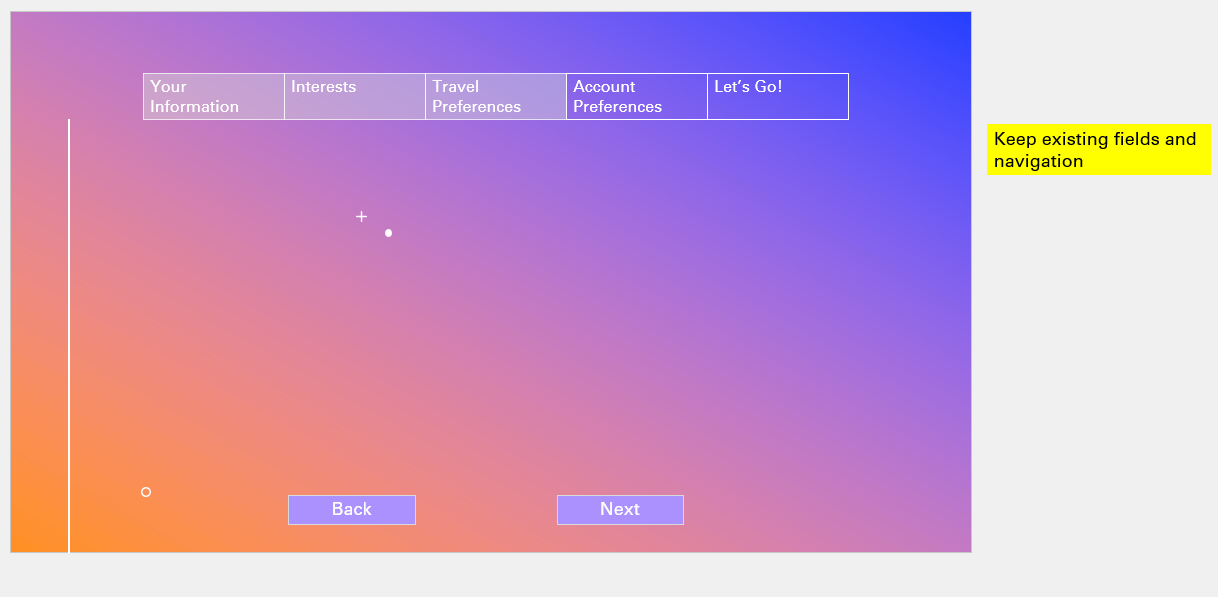 Your
Information
Interests
Travel
Preferences
Account
Preferences
Let’s Go!
Keep existing fields and
navigation
Back
Next